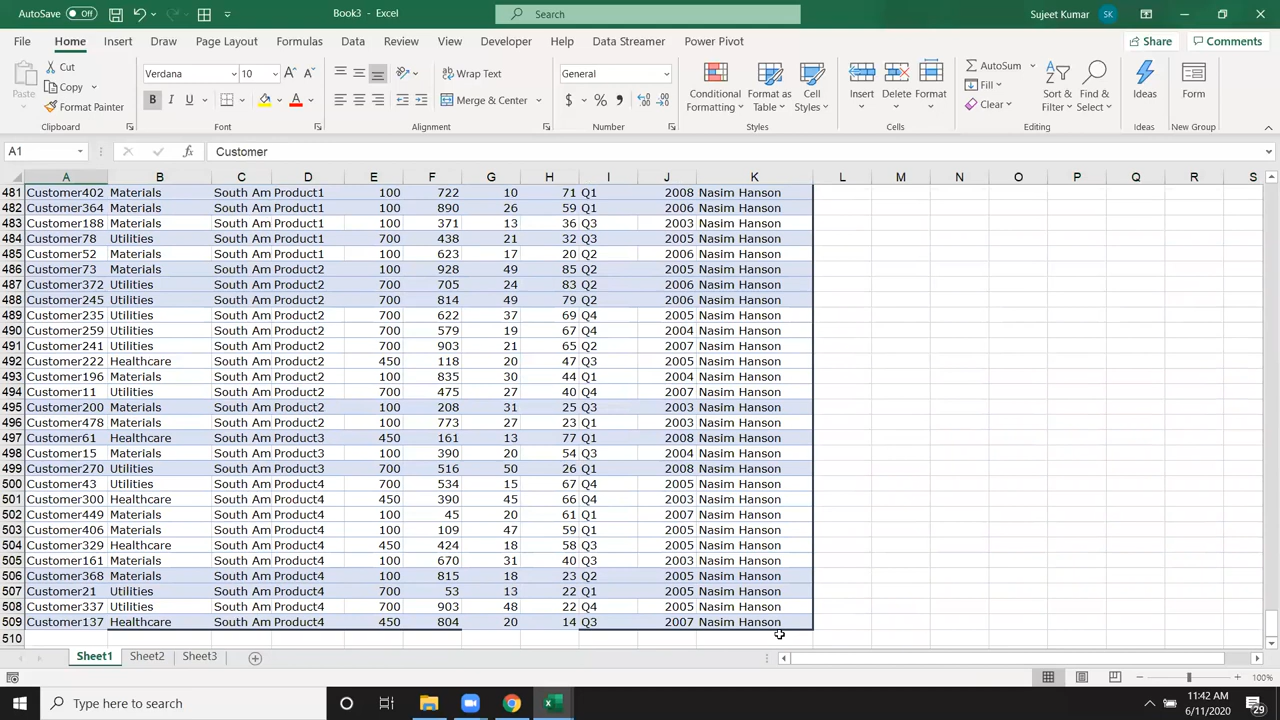 AutoSave Off Book3 - Excel Search Sujeet Kumar SK
File Home Insert Draw Page Layout Formulas Data Review View Developer Help Data Streamer Power Pivot Share Comments
Paste Cut Copy Format Painter Clipboard
Verdana 10 B I U A Font
Wrap Text Merge & Center Alignment
General $ % , Number
Conditional Formatting Format as Table Cell Styles Styles
Insert Delete Format Cells
AutoSum Fill Clear Sort & Filter Find & Select Editing
Ideas Ideas
Form New Group
A1 fx Customer
A B C D E F G H I J K L M N O P Q R S
481 Customer402 Materials South Am Product1 100 722 10 71 Q1 2008 Nasim Hanson
482 Customer364 Materials South Am Product1 100 890 26 59 Q1 2006 Nasim Hanson
483 Customer188 Materials South Am Product1 100 371 13 36 Q3 2003 Nasim Hanson
484 Customer78 Utilities South Am Product1 700 438 21 32 Q3 2005 Nasim Hanson
485 Customer52 Materials South Am Product1 100 623 17 20 Q2 2006 Nasim Hanson
486 Customer73 Materials South Am Product2 100 928 49 85 Q2 2005 Nasim Hanson
487 Customer372 Utilities South Am Product2 700 705 24 83 Q2 2006 Nasim Hanson
488 Customer245 Materials South Am Product2 700 814 49 79 Q2 2006 Nasim Hanson
489 Customer235 Utilities South Am Product2 700 622 37 69 Q4 2005 Nasim Hanson
490 Customer259 Utilities South Am Product2 700 579 19 67 Q4 2004 Nasim Hanson
491 Customer241 Utilities South Am Product2 700 903 21 65 Q2 2007 Nasim Hanson
492 Customer222 Healthcare South Am Product2 450 118 20 47 Q3 2005 Nasim Hanson
493 Customer196 Materials South Am Product2 100 835 30 44 Q1 2004 Nasim Hanson
494 Customer11 Utilities South Am Product2 700 475 27 40 Q4 2007 Nasim Hanson
495 Customer200 Materials South Am Product2 100 208 31 25 Q3 2003 Nasim Hanson
496 Customer478 Materials South Am Product2 100 773 27 23 Q1 2003 Nasim Hanson
497 Customer61 Healthcare South Am Product3 450 161 13 77 Q1 2008 Nasim Hanson
498 Customer15 Materials South Am Product3 100 390 20 54 Q3 2004 Nasim Hanson
499 Customer270 Utilities South Am Product3 700 516 50 26 Q1 2008 Nasim Hanson
500 Customer43 Utilities South Am Product4 700 534 15 67 Q4 2005 Nasim Hanson
501 Customer300 Healthcare South Am Product4 450 390 45 66 Q4 2003 Nasim Hanson
502 Customer449 Materials South Am Product4 100 45 20 61 Q1 2007 Nasim Hanson
503 Customer406 Materials South Am Product4 100 109 47 59 Q1 2005 Nasim Hanson
504 Customer329 Healthcare South Am Product4 450 424 18 58 Q3 2005 Nasim Hanson
505 Customer161 Materials South Am Product4 100 670 31 40 Q3 2003 Nasim Hanson
506 Customer368 Materials South Am Product4 100 815 18 23 Q2 2005 Nasim Hanson
507 Customer21 Utilities South Am Product4 700 53 13 22 Q1 2005 Nasim Hanson
508 Customer337 Utilities South Am Product4 700 903 48 22 Q4 2005 Nasim Hanson
509 Customer137 Healthcare South Am Product4 450 804 20 14 Q3 2007 Nasim Hanson
510
Sheet1 Sheet2 Sheet3
100%
Type here to search
11:42 AM
6/11/2020
29